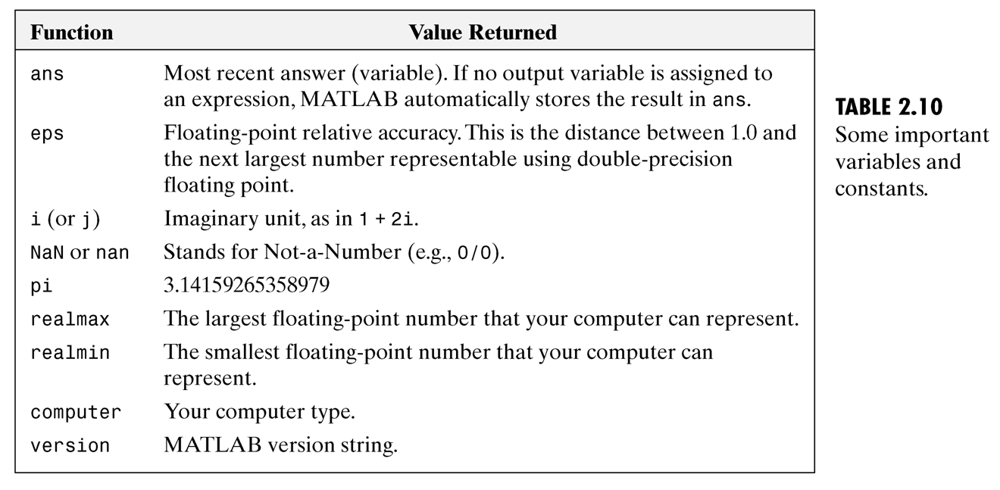 Function Value Returned
ans Most recent answer (variable). If no output variable is assigned to
an expression, MATLAB automatically stores the result in ans.
eps Floating-point relative accuracy. This is the distance between 1.0 and
the next largest number representable using double-precision
floating point.
i (or j) Imaginary unit, as in 1 + 2i.
NaN or nan Stands for Not-a-Number (e.g., 0/0).
pi 3.14159265358979
realmax The largest floating-point number that your computer can represent.
realmin The smallest floating-point number that your computer can
represent.
computer Your computer type.
version MATLAB version string.
TABLE 2.10
Some important
variables and
constants.